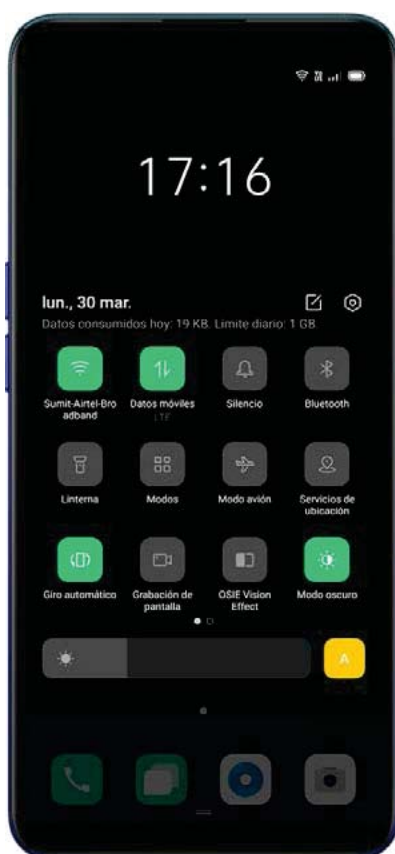 17:16
lun., 30 mar.
Datos consumidos hoy: 19 KB. Límite diario: 1 GB
Sumit-Airtel-Bro
adband
Datos móviles
LTE
Silencio
Bluetooth
Linterna
Modos
Modo avión
Servicios de
ubicación
Giro automático
Grabación de
pantalla
OSIE Vision
Effect
Modo oscuro
A